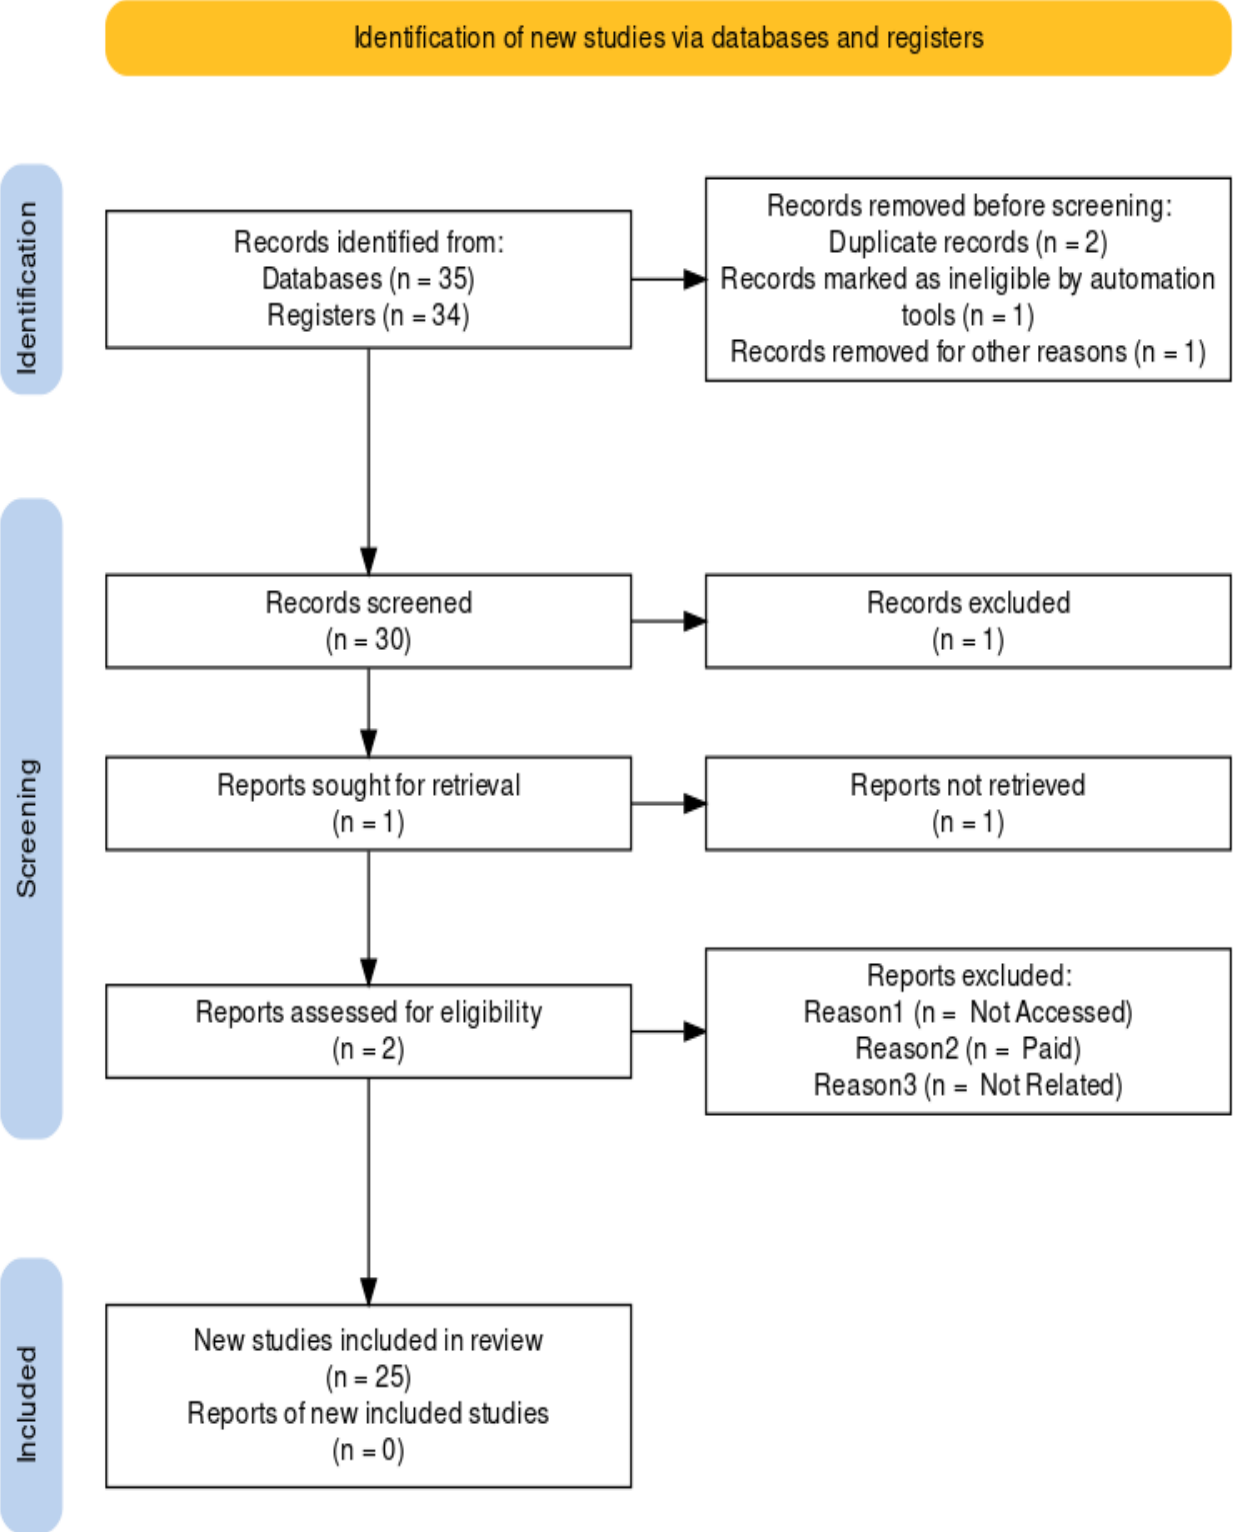 Identification of new studies via databases and registers
Identification
Records identified from:
Databases (n = 35)
Registers (n = 34)
Records removed before screening:
Duplicate records (n = 2)
Records marked as ineligible by automation
tools (n = 1)
Records removed for other reasons (n = 1)
Screening
Records screened
(n = 30)
Records excluded
(n = 1)
Reports sought for retrieval
(n = 1)
Reports not retrieved
(n = 1)
Reports assessed for eligibility
(n = 2)
Reports excluded:
Reason1 (n = Not Accessed)
Reason2 (n = Paid)
Reason3 (n = Not Related)
Included
New studies included in review
(n = 25)
Reports of new included studies
(n = 0)